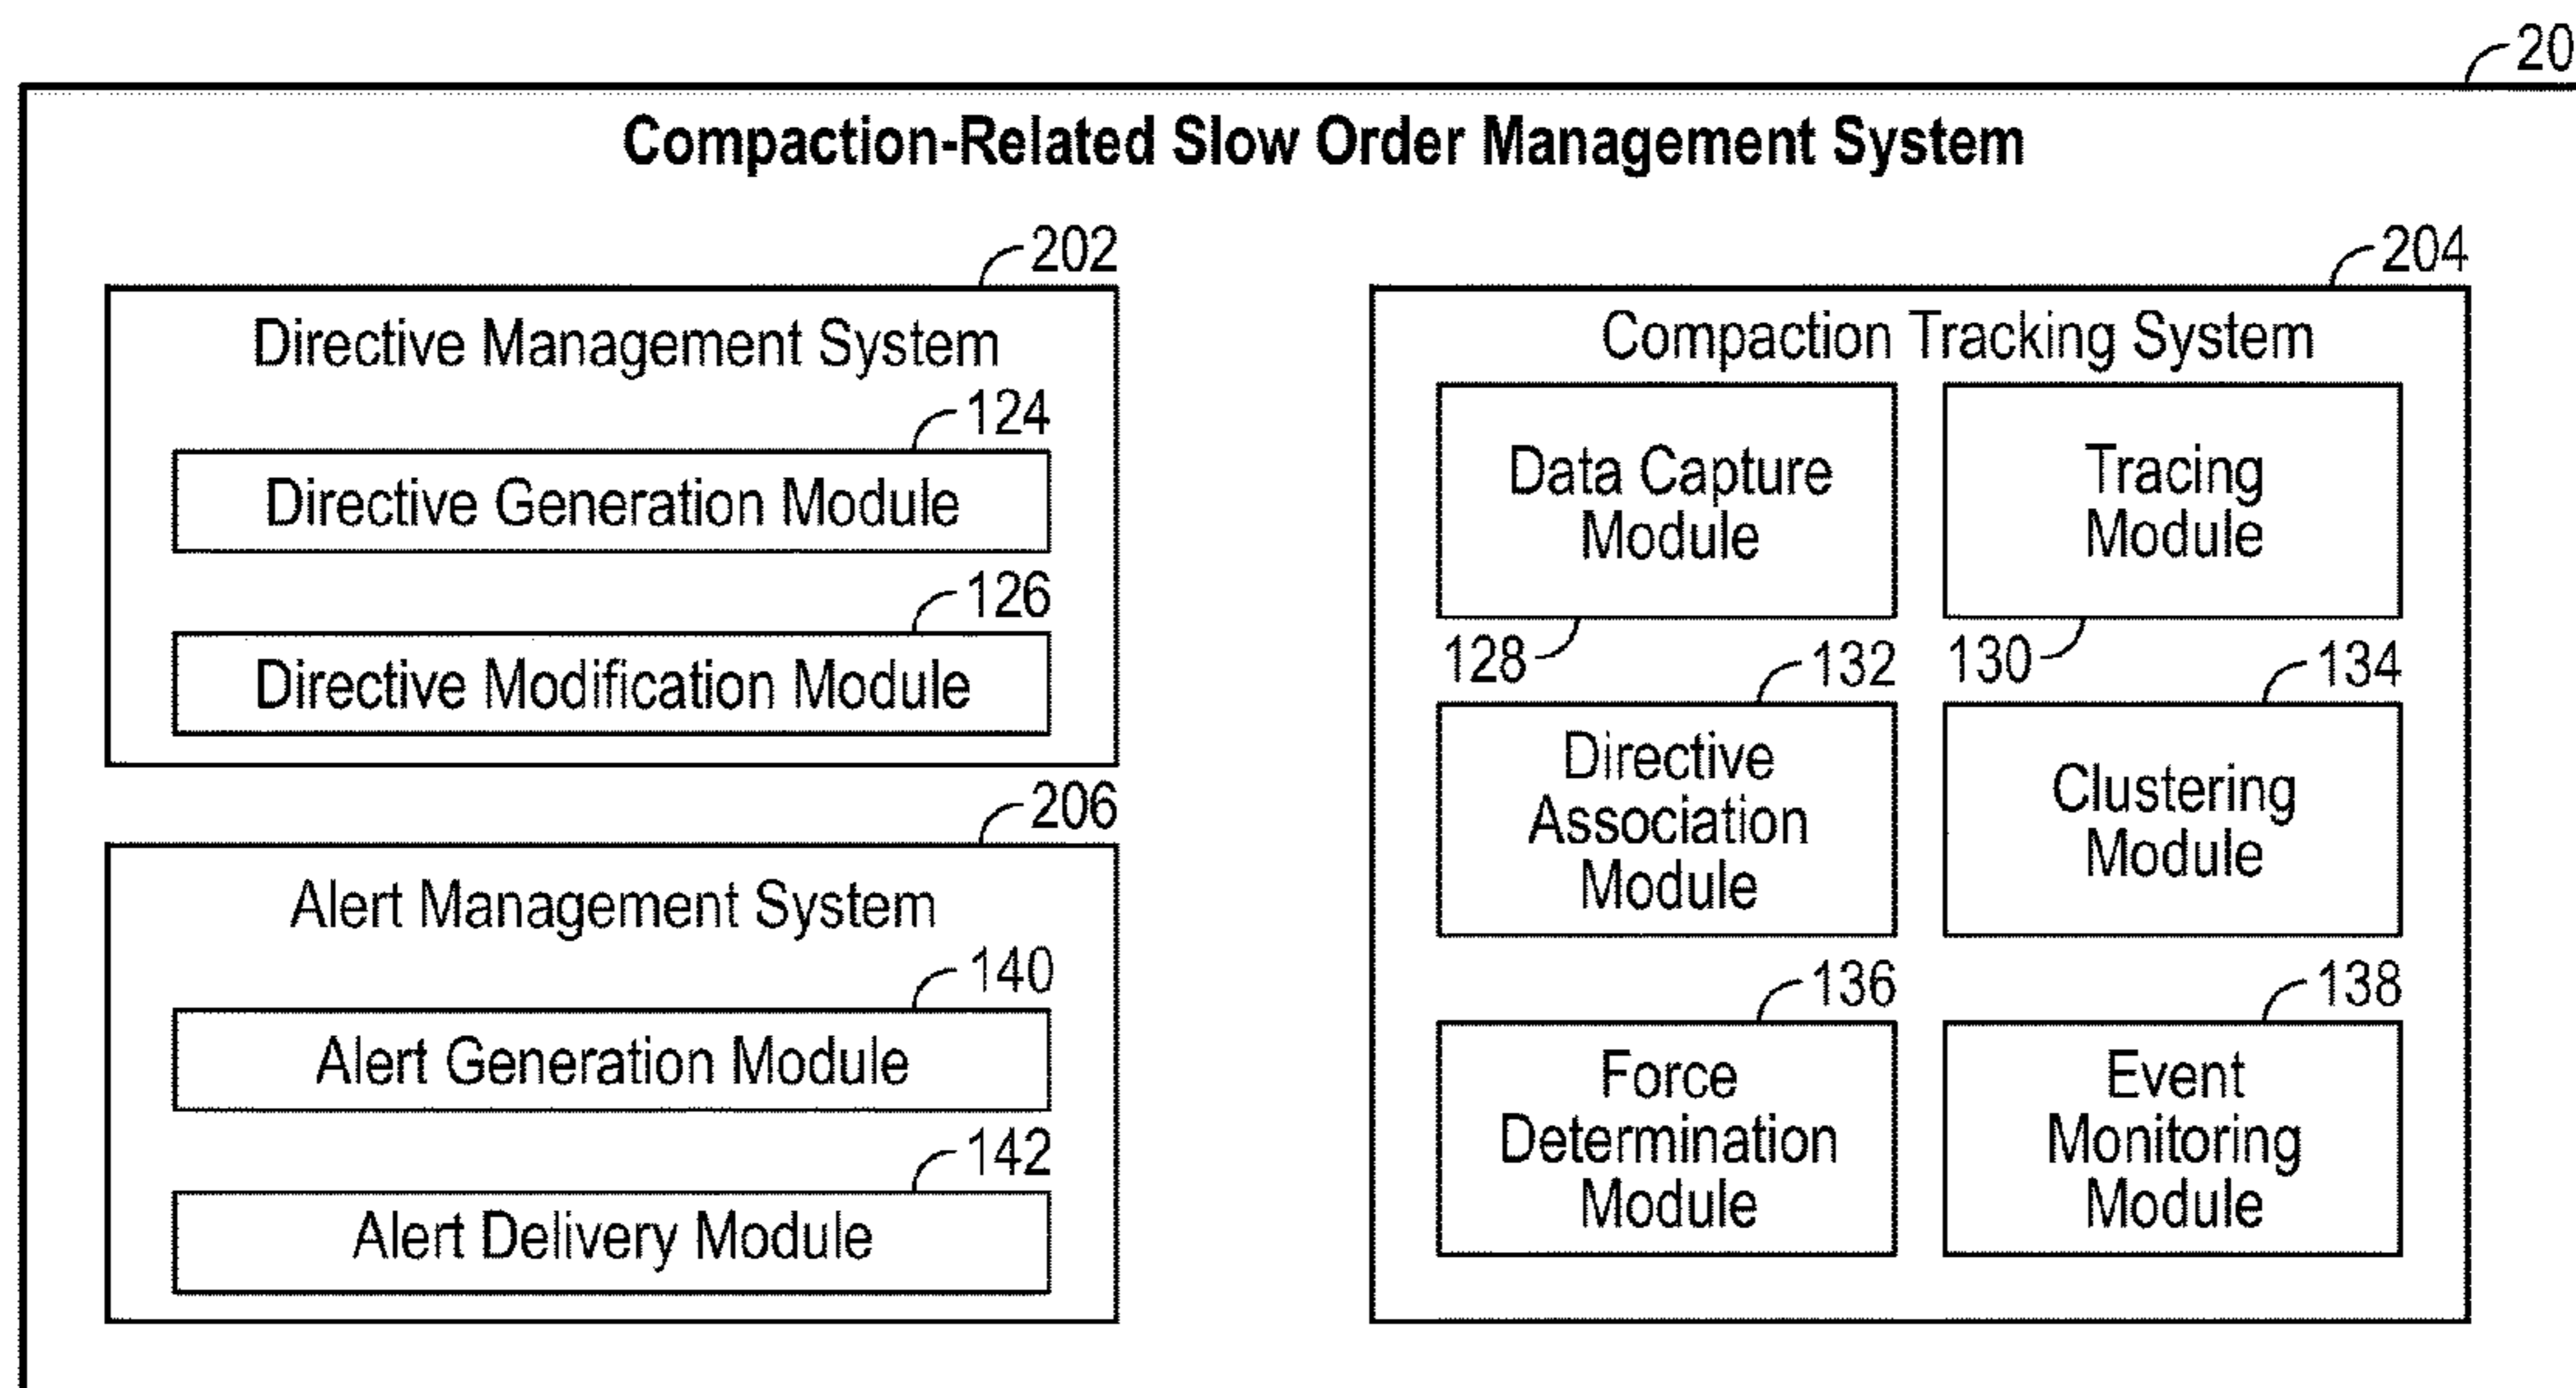 20
Compaction-Related Slow Order Management System
202
Directive Management System
124
Directive Generation Module
126
Directive Modification Module
206
Alert Management System
140
Alert Generation Module
142
Alert Delivery Module
204
Compaction Tracking System
Data Capture
Module
128
Tracing
Module
130
132
Directive
Association
Module
134
Clustering
Module
136
Force
Determination
Module
138
Event
Monitoring
Module